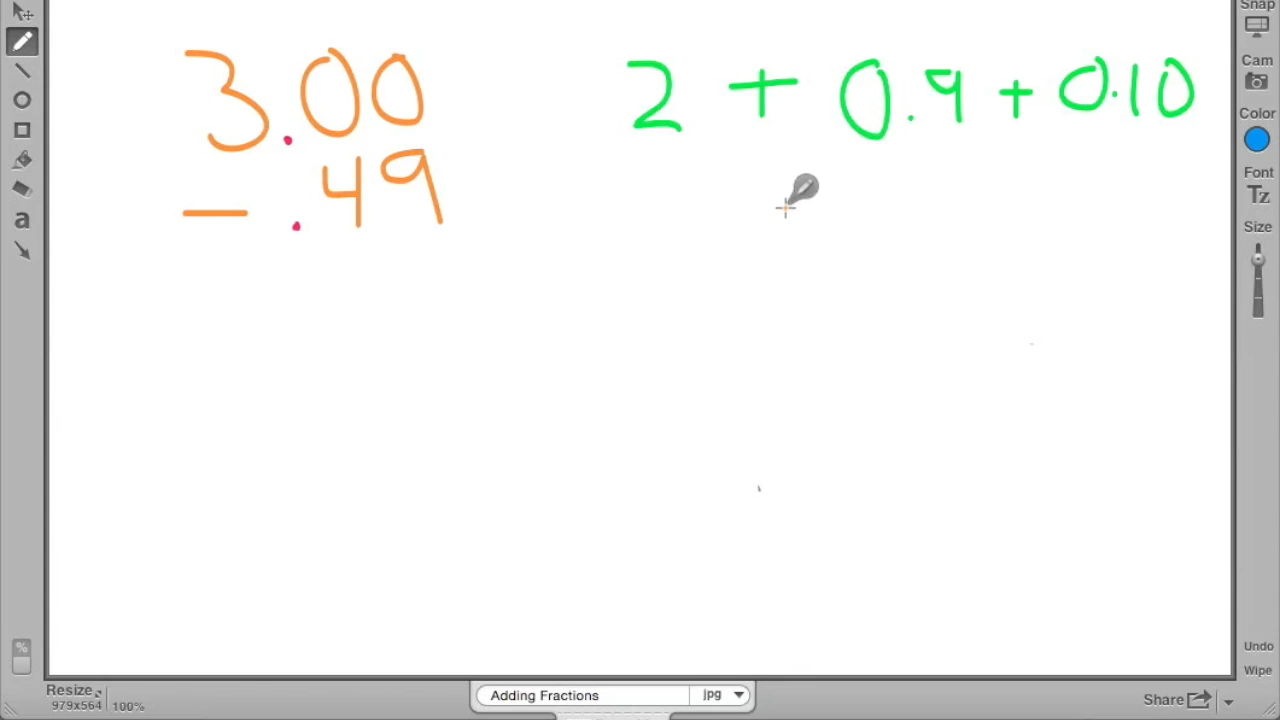 Snap
3.00
2 + 0.9 + 0.10
Cam
Color
- .49
Font
Tz
a
Size
%
Undo
Wipe
Resize
979x564 100%
Adding Fractions jpg
Share